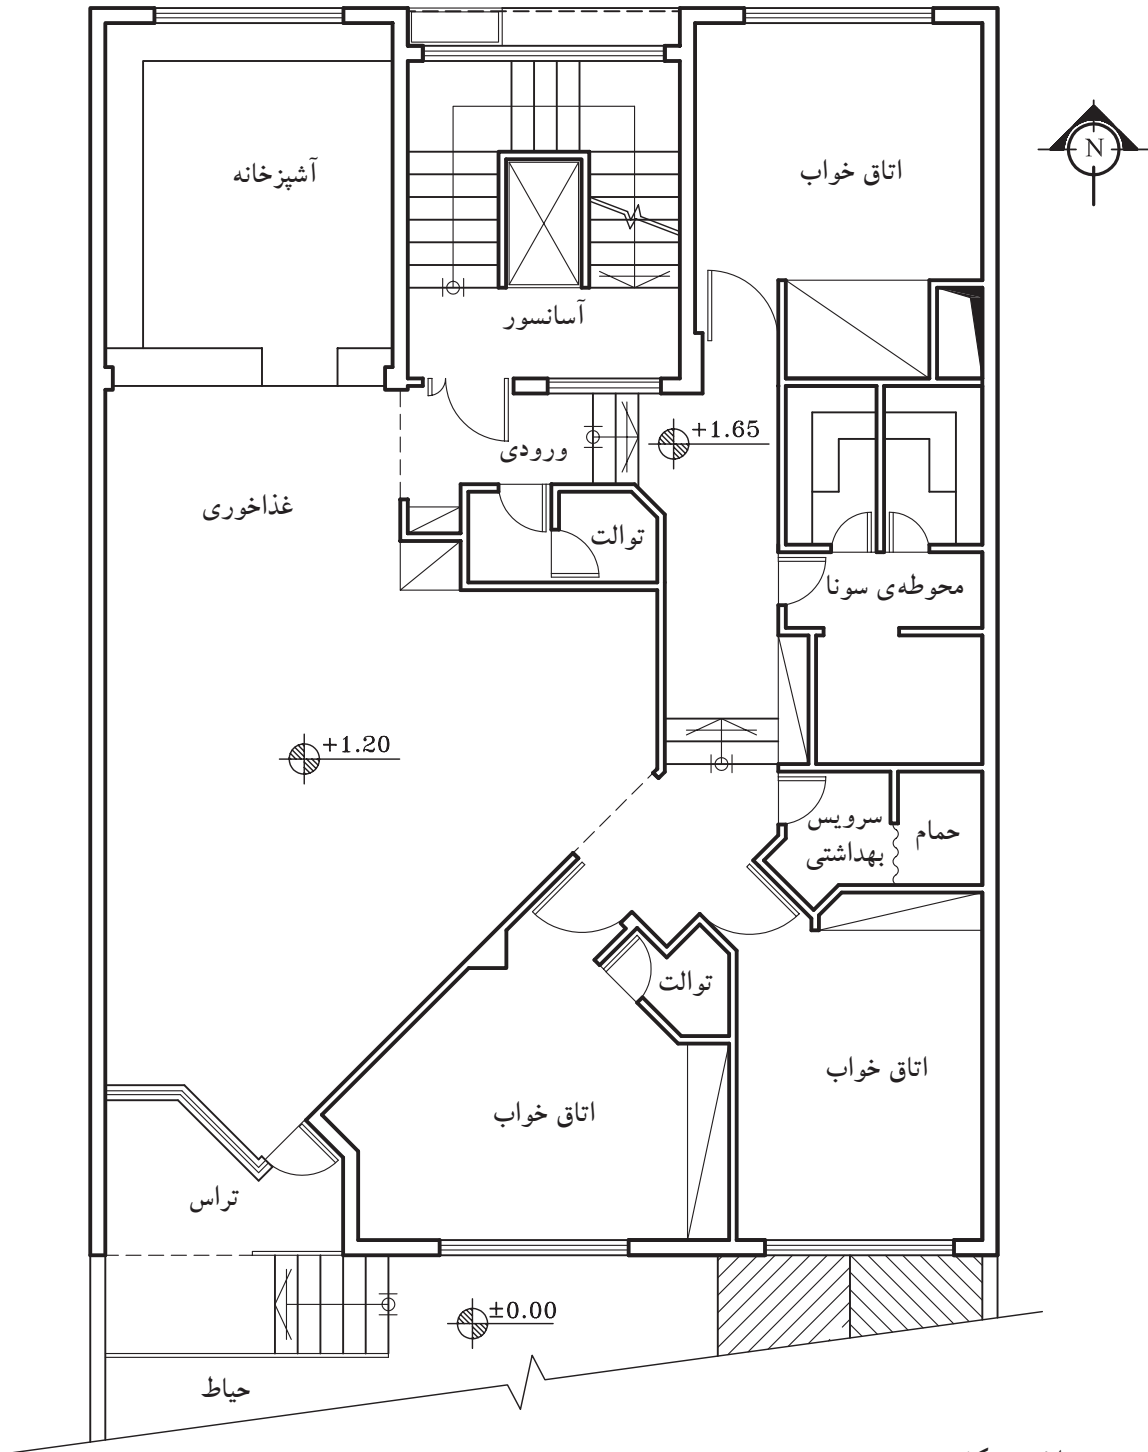 آشپزخانه
اتاق خواب
N
آسانسور
+1.65
ورودی
غذاخوری
توالت
محوطه‌ی سونا
+1.20
سرویس
بهداشتی
حمام
توالت
اتاق خواب
اتاق خواب
تراس
±0.00
حیاط